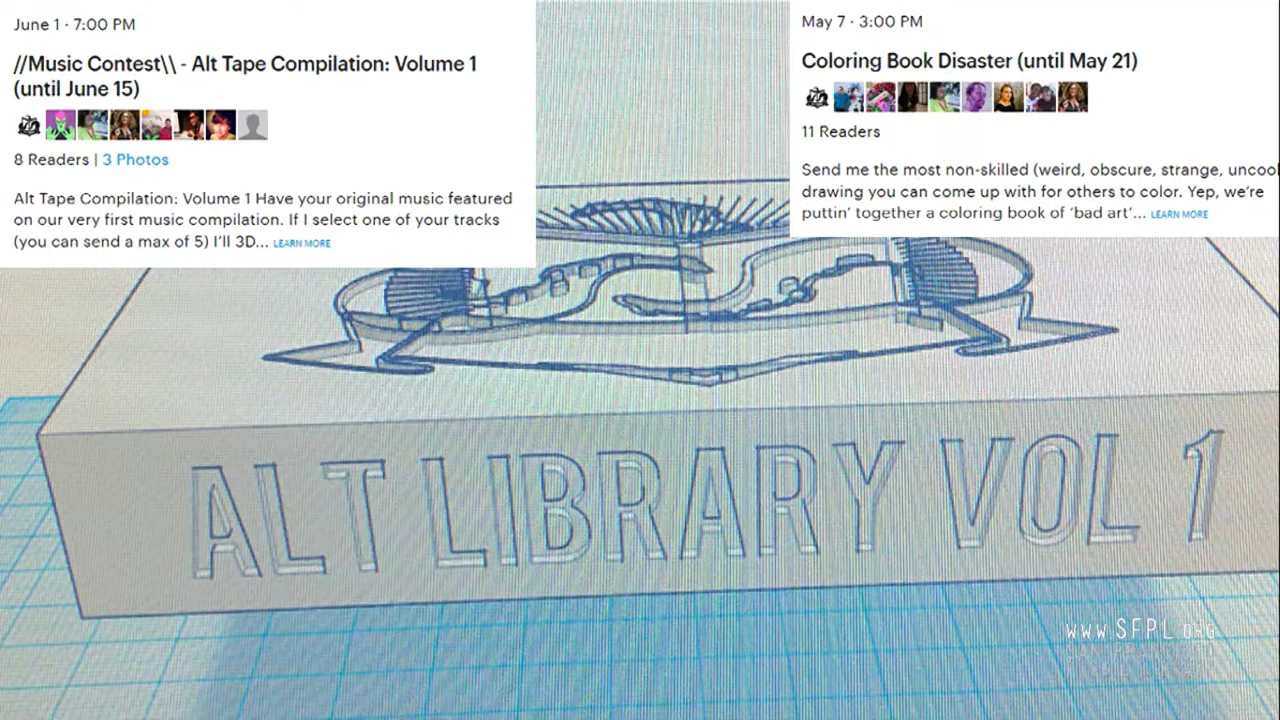 June 1 · 7:00 PM
//Music Contest\\ - Alt Tape Compilation: Volume 1
(until June 15)
8 Readers | 3 Photos
Alt Tape Compilation: Volume 1 Have your original music featured
on our very first music compilation. If I select one of your tracks
(you can send a max of 5) I'll 3D... LEARN MORE
May 7 · 3:00 PM
Coloring Book Disaster (until May 21)
11 Readers
Send me the most non-skilled (weird, obscure, strange, uncool
drawing you can come up with for others to color. Yep, we're
puttin' together a coloring book of 'bad art'... LEARN MORE
ALT LIBRARY VOL 1
WWW.SFPL.ORG